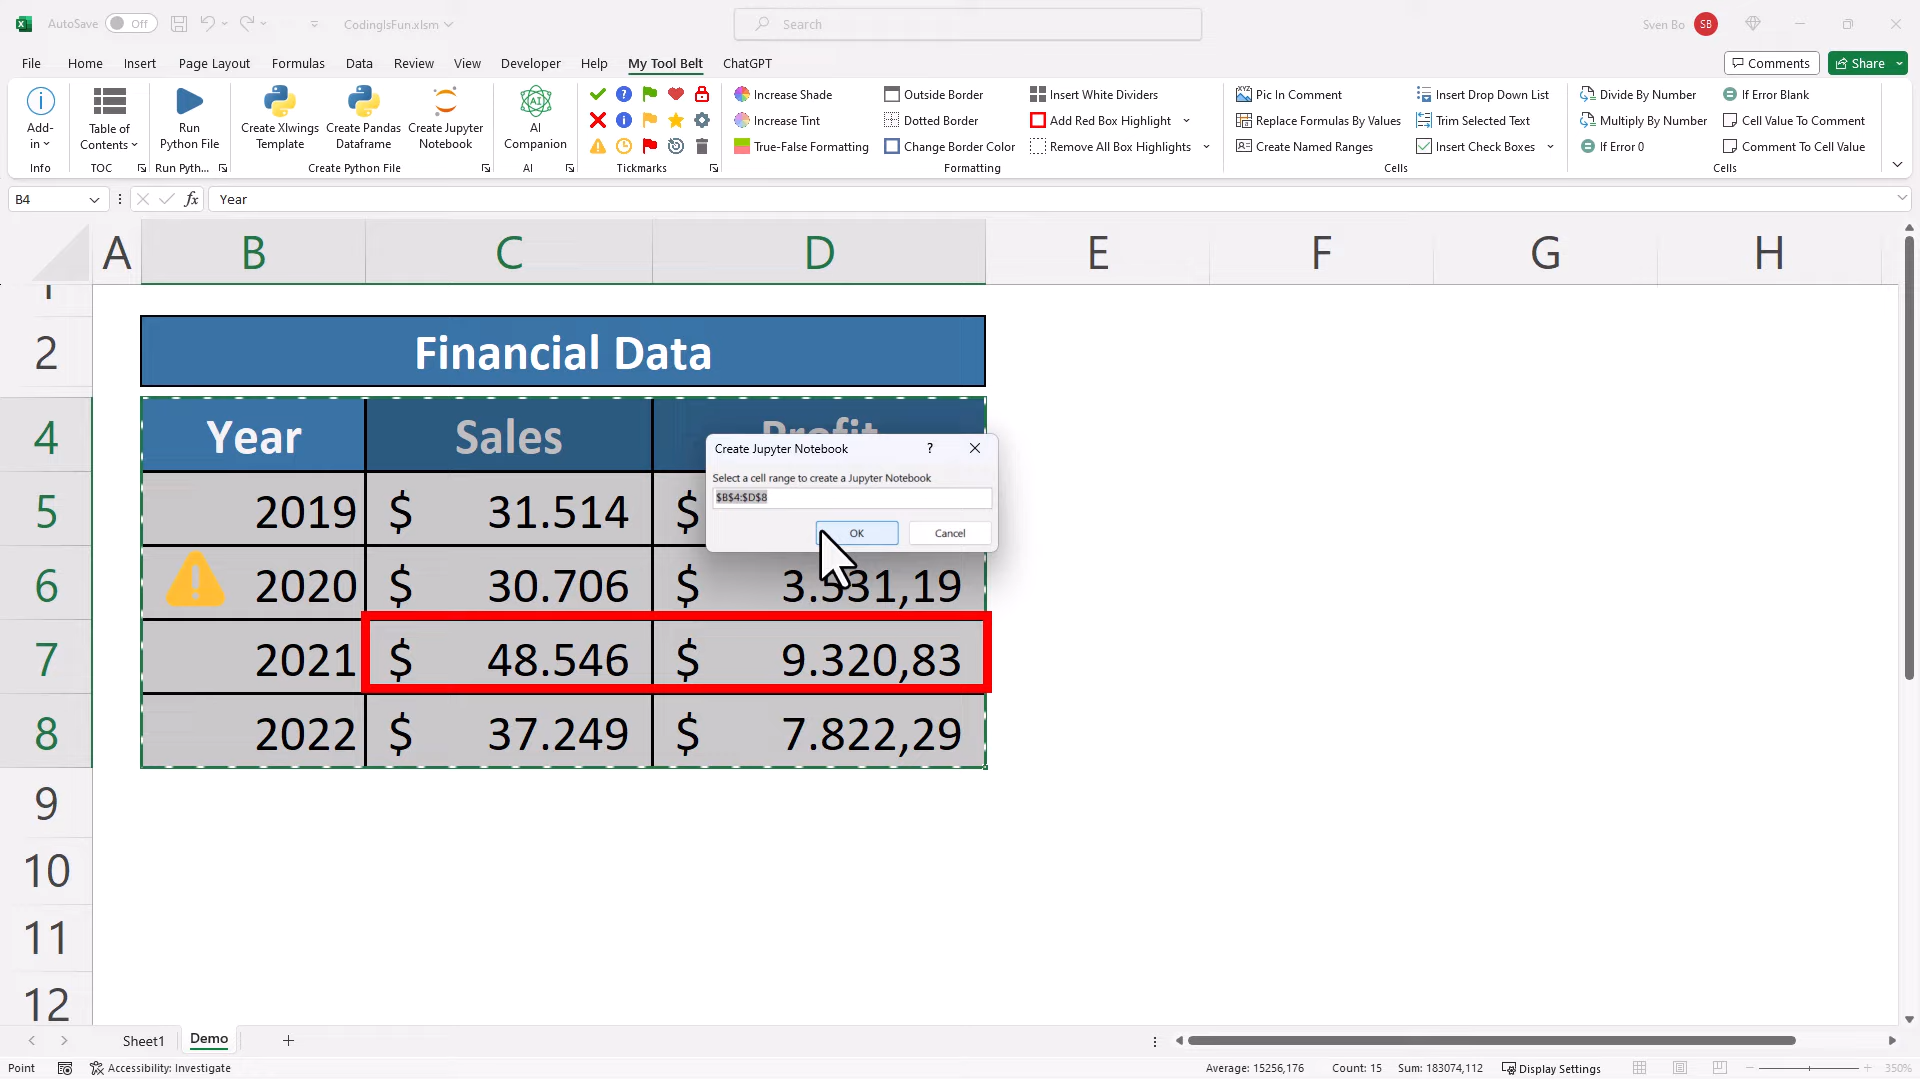 AutoSave Off CodingIsFun.xlsm Search Sven Bo SB
File Home Insert Page Layout Formulas Data Review View Developer Help My Tool Belt ChatGPT Comments Share
Add-in
Table of Contents
Run Python File
Create Xlwings Template
Create Pandas Dataframe
Create Jupyter Notebook
AI Companion
Increase Shade
Increase Tint
True-False Formatting
Outside Border
Dotted Border
Change Border Color
Insert White Dividers
Add Red Box Highlight
Remove All Box Highlights
Pic In Comment
Replace Formulas By Values
Create Named Ranges
Insert Drop Down List
Trim Selected Text
Insert Check Boxes
Divide By Number
Multiply By Number
If Error 0
If Error Blank
Cell Value To Comment
Comment To Cell Value
Info TOC Run Pyth... Create Python File AI Tickmarks Formatting Cells Cells
B4 fx Year
A B C D E F G H
1
2 Financial Data
4 Year Sales Profit
5 2019 $ 31.514 $
6 2020 $ 30.706 $ 3.531,19
7 2021 $ 48.546 $ 9.320,83
8 2022 $ 37.249 $ 7.822,29
9
10
11
12
Create Jupyter Notebook ?
Select a cell range to create a Jupyter Notebook
$B$4:$D$8
OK Cancel
Sheet1 Demo
Point Accessibility: Investigate Average: 15256,176 Count: 15 Sum: 183074,112 Display Settings 350%